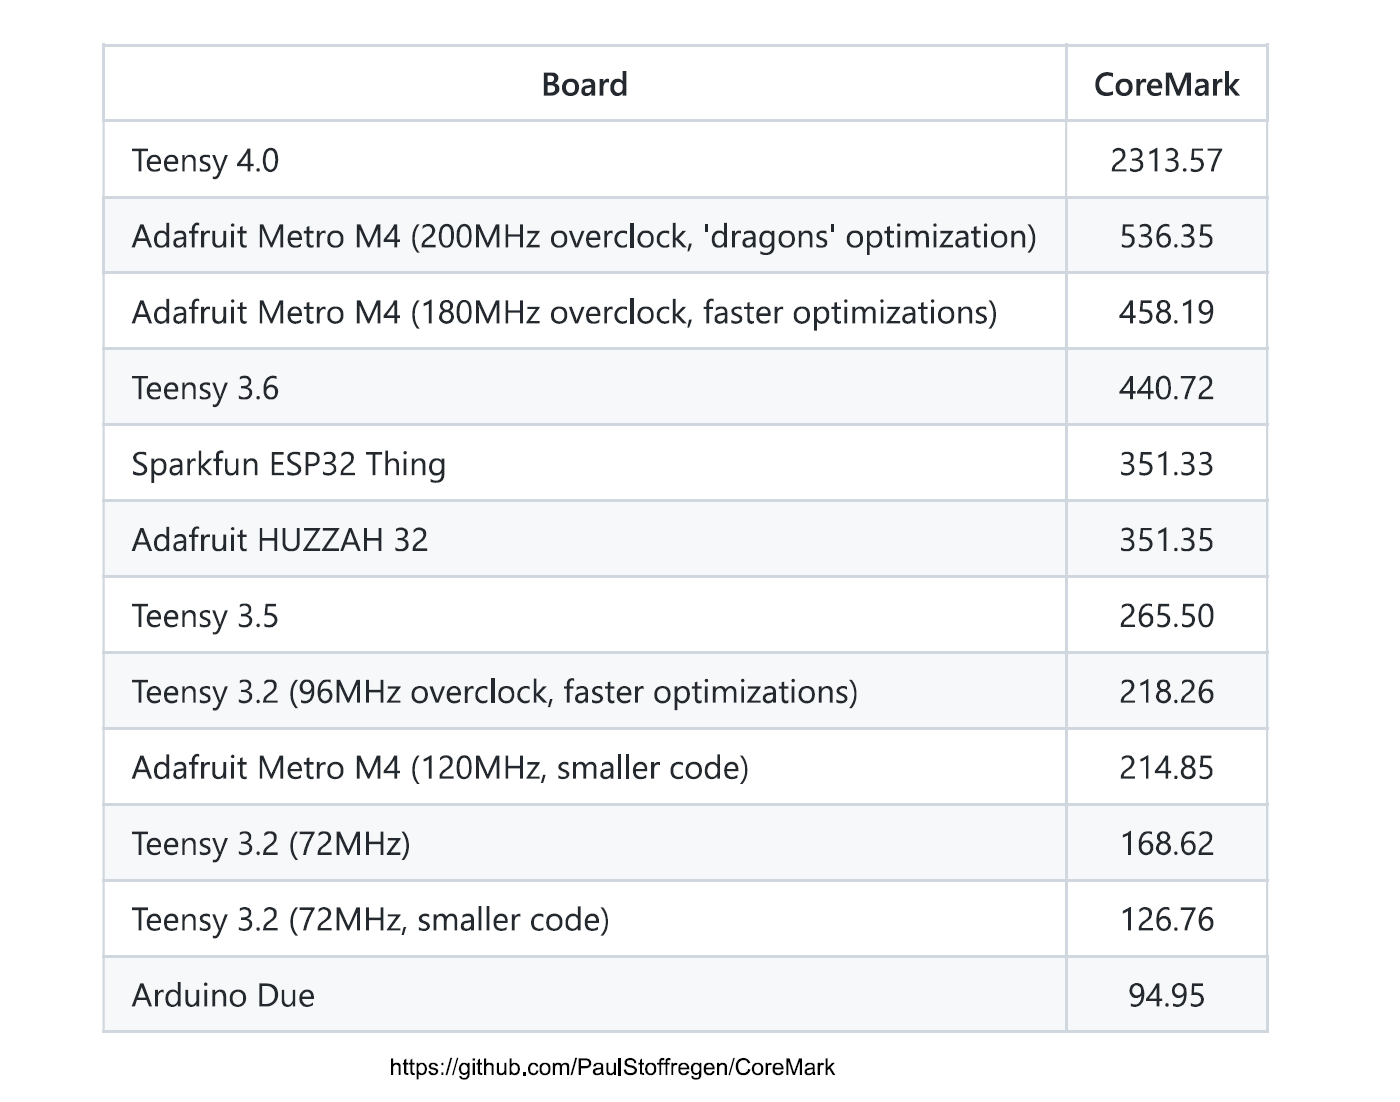 Board CoreMark
Teensy 4.0 2313.57
Adafruit Metro M4 (200MHz overclock, 'dragons' optimization) 536.35
Adafruit Metro M4 (180MHz overclock, faster optimizations) 458.19
Teensy 3.6 440.72
Sparkfun ESP32 Thing 351.33
Adafruit HUZZAH 32 351.35
Teensy 3.5 265.50
Teensy 3.2 (96MHz overclock, faster optimizations) 218.26
Adafruit Metro M4 (120MHz, smaller code) 214.85
Teensy 3.2 (72MHz) 168.62
Teensy 3.2 (72MHz, smaller code) 126.76
Arduino Due 94.95
https://github.com/PaulStoffregen/CoreMark